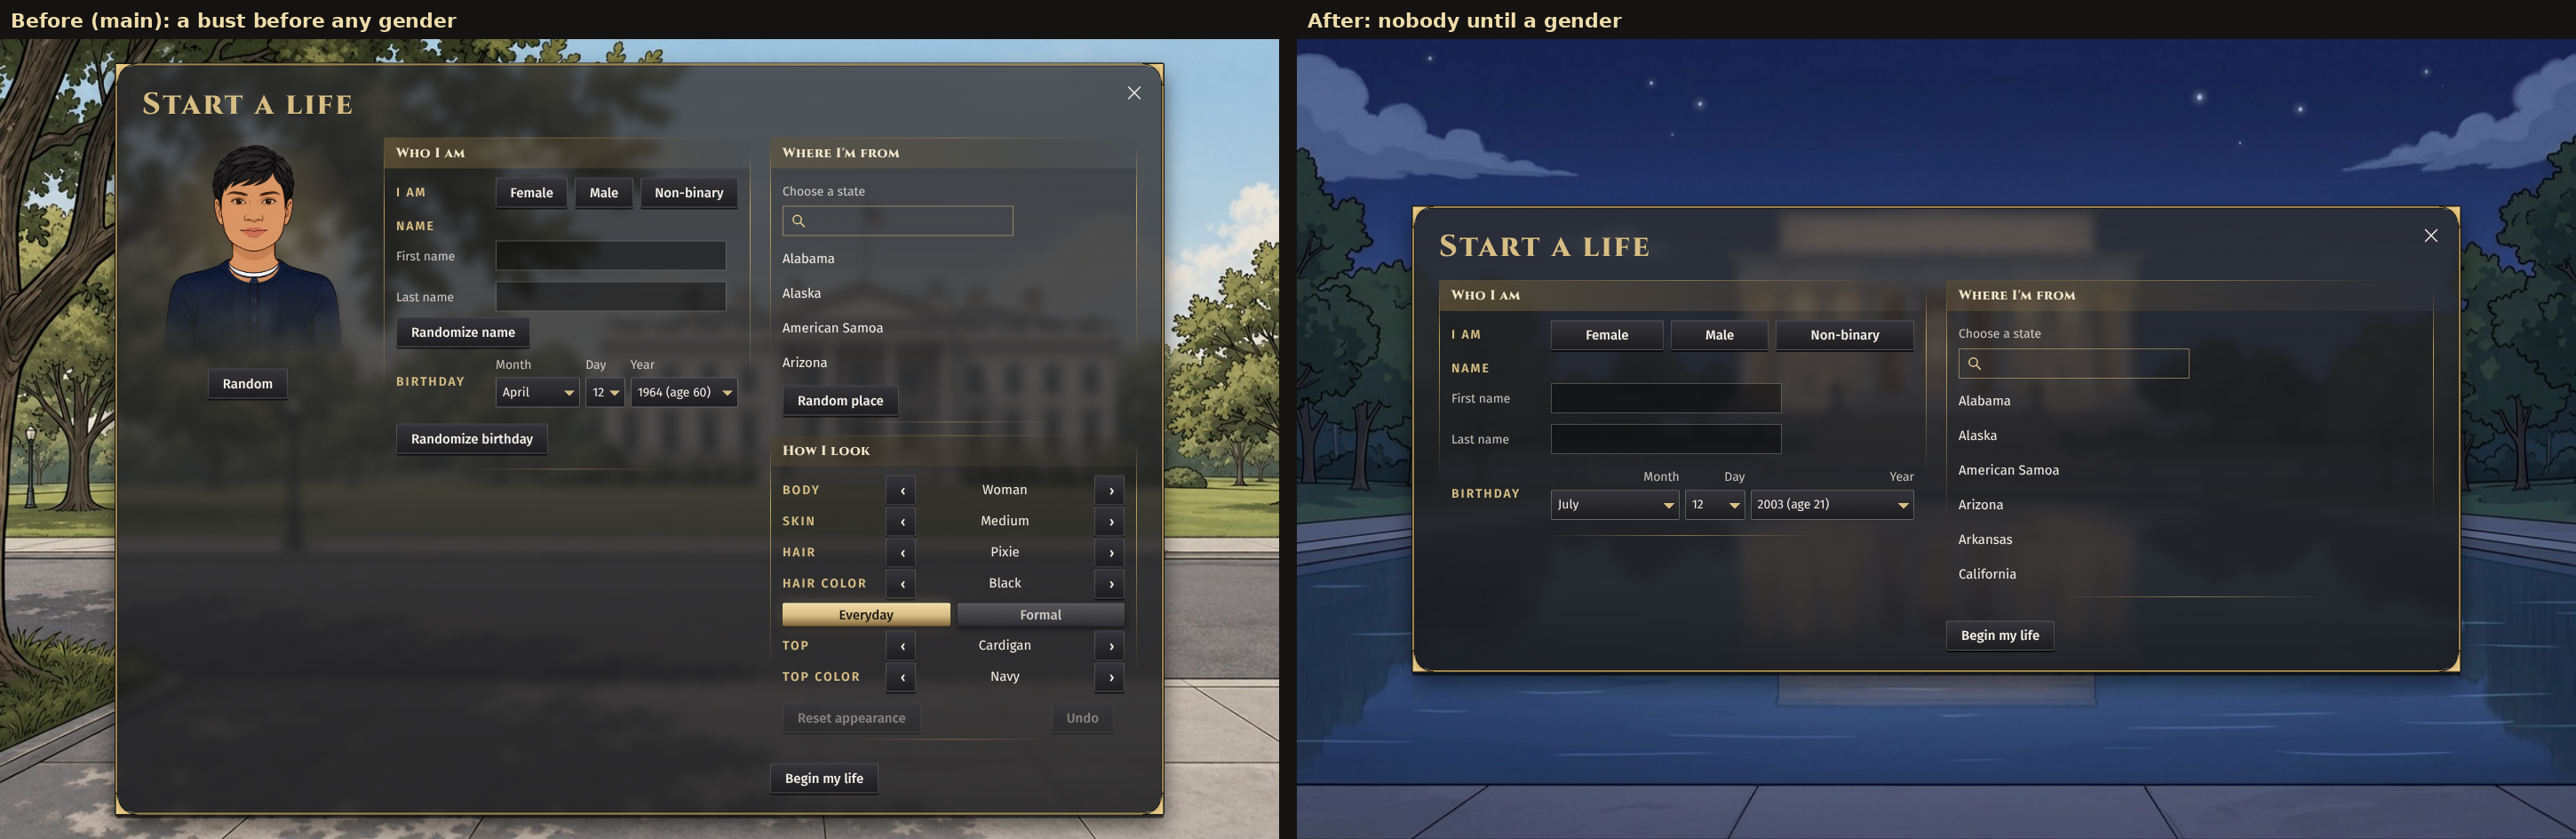 Before (main): a bust before any gender
START A LIFE
Random
WHO I AM
I AM
Female
Male
Non-binary
NAME
First name
Last name
Randomize name
Month
Day
Year
BIRTHDAY
April
12
1964 (age 60)
Randomize birthday
WHERE I'M FROM
Choose a state
Alabama
Alaska
American Samoa
Arizona
Random place
HOW I LOOK
BODY
Woman
SKIN
Medium
HAIR
Pixie
HAIR COLOR
Black
Everyday
Formal
TOP
Cardigan
TOP COLOR
Navy
Reset appearance
Undo
Begin my life
After: nobody until a gender
START A LIFE
WHO I AM
I AM
Female
Male
Non-binary
NAME
First name
Last name
Month
Day
Year
BIRTHDAY
July
12
2003 (age 21)
WHERE I'M FROM
Choose a state
Alabama
Alaska
American Samoa
Arizona
Arkansas
California
Begin my life